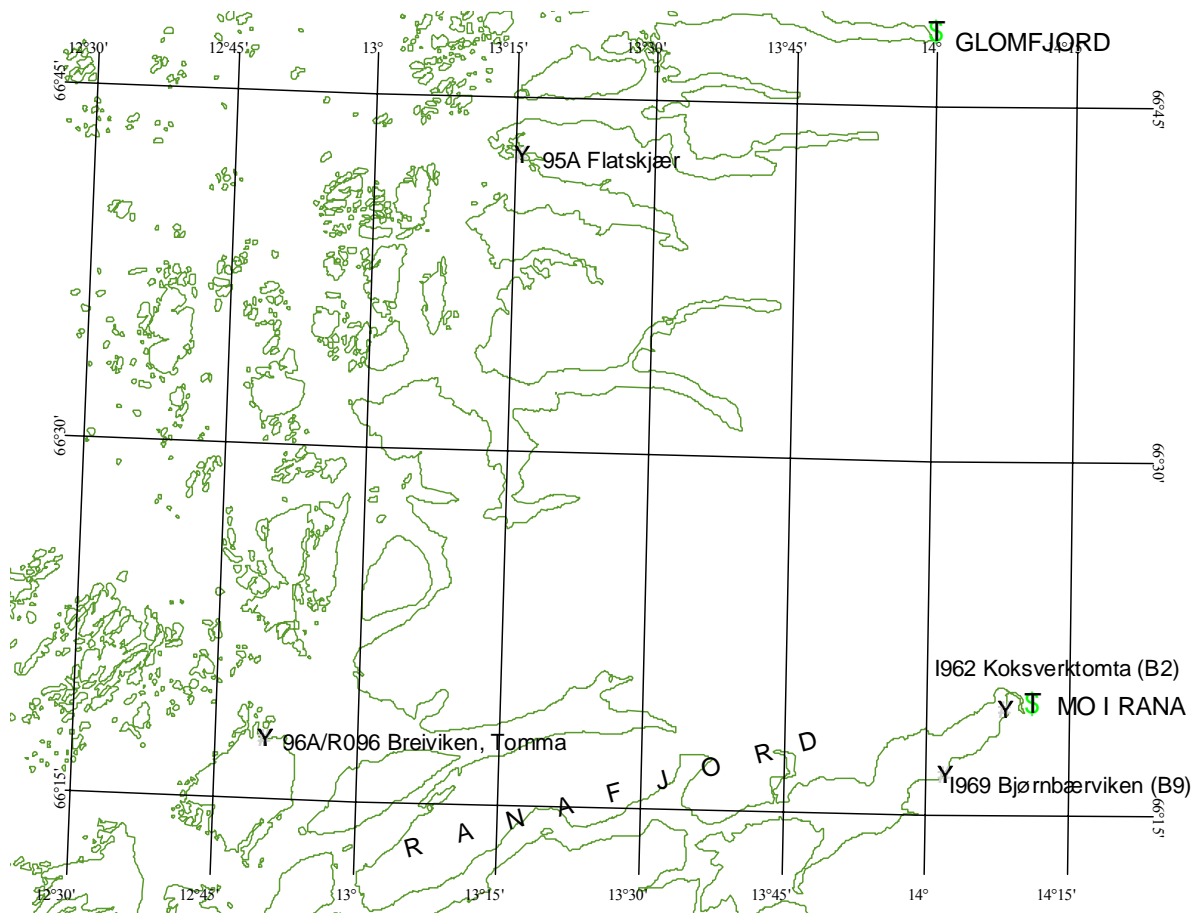 T
S GLOMFJORD
12°30' 12°45' 13° 13°15' 13°30' 13°45' 14° 14°15'
66°45' 66°45'
Y 95A Flatskjær
66°30' 66°30'
I962 Koksverktomta (B2)
Y T
S MO I RANA
Y 96A/R096 Breiviken, Tomma
R A N A F J O R D
Y I969 Bjørnbærviken (B9)
66°15' 66°15'
12°30' 12°45' 13° 13°15' 13°30' 13°45' 14° 14°15'